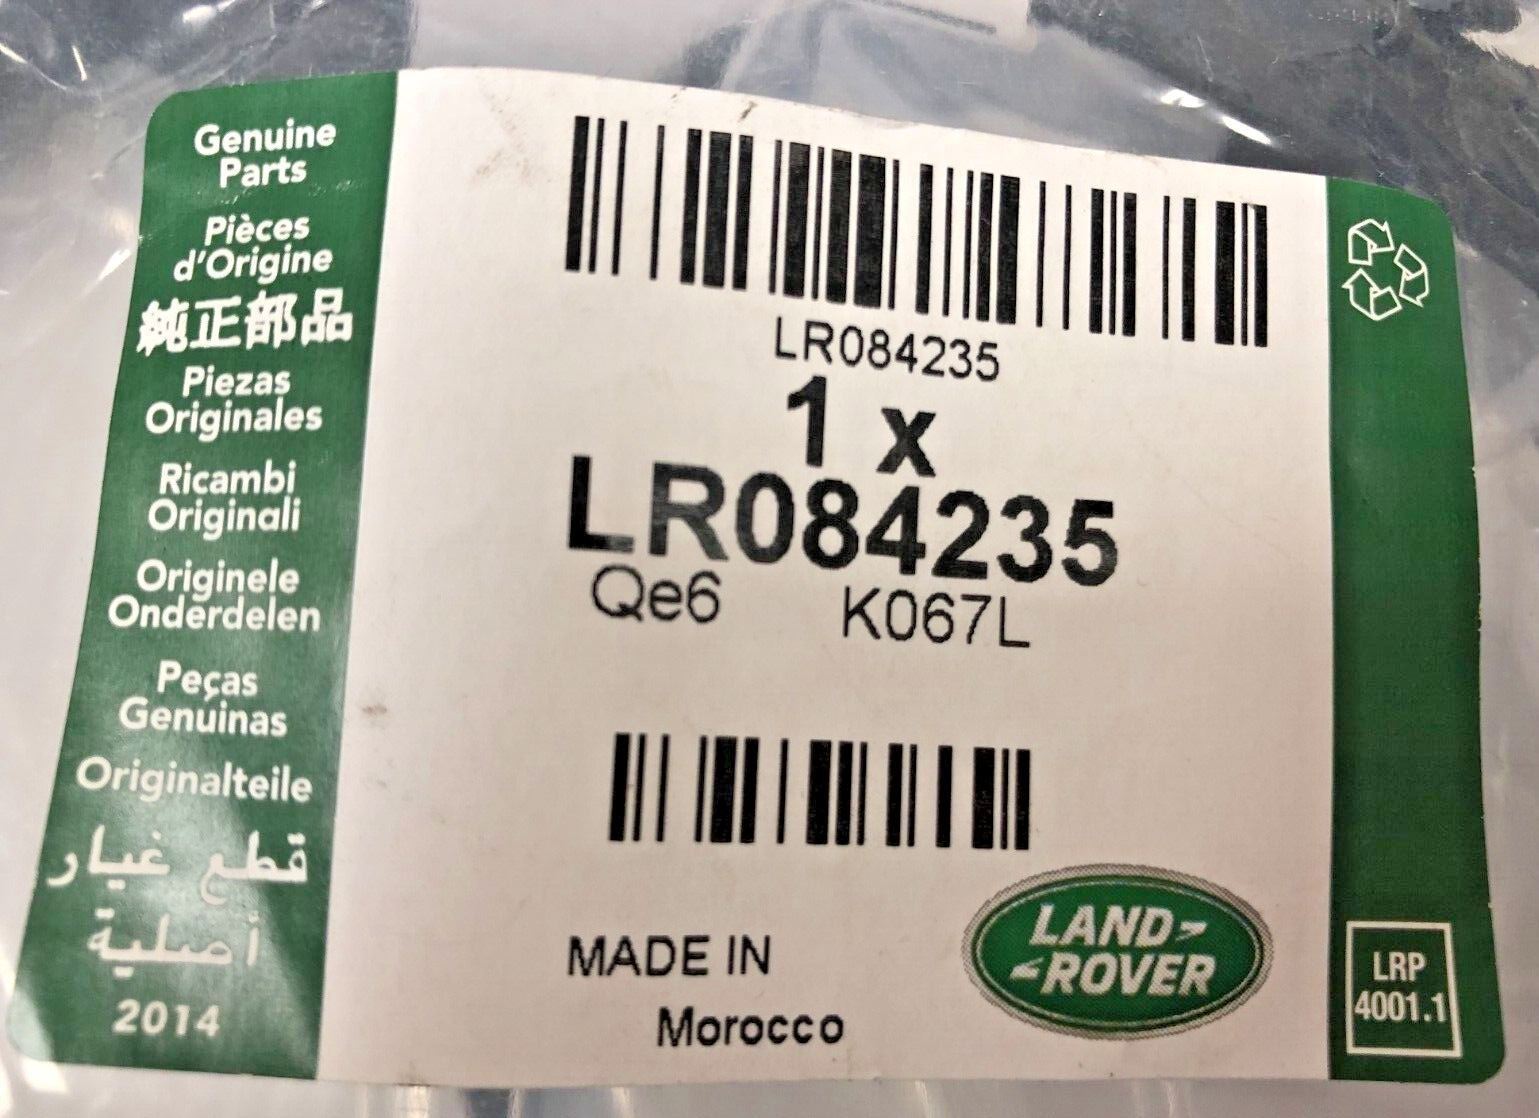 Genuine
Parts
Pièces
d'Origine
純正部品
Piezas
Originales
Ricambi
Originali
Originele
Onderdelen
Peças
Genuinas
Originalteile
قطع غيار
أصلية
2014
LR084235
1 x
LR084235
Qe6 K067L
MADE IN
Morocco
LAND
ROVER
LRP
4001.1